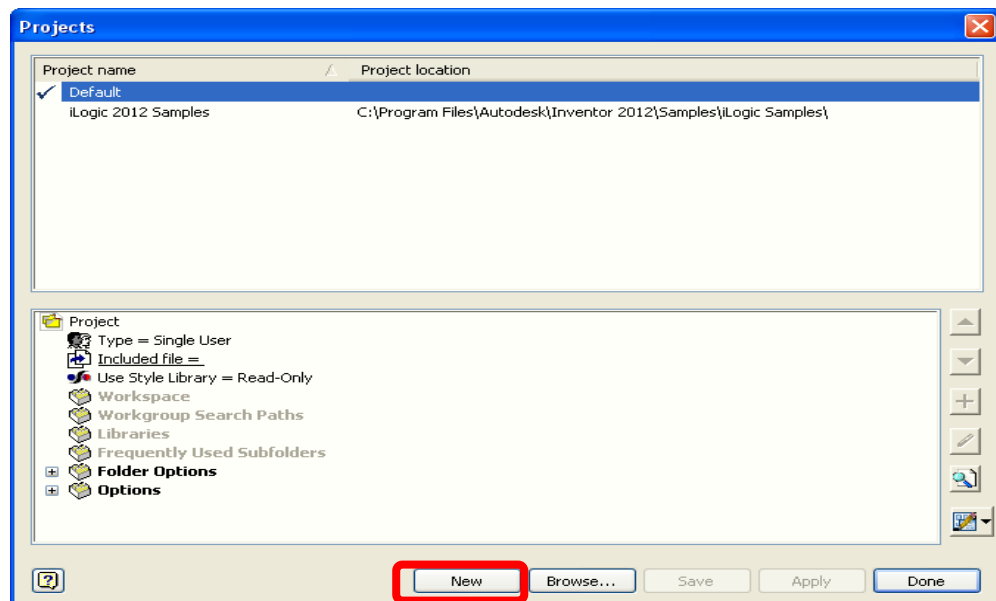 Projects
Project name Project location
Default
iLogic 2012 Samples C:\Program Files\Autodesk\Inventor 2012\Samples\iLogic Samples\
Project
Type = Single User
Included file =
Use Style Library = Read-Only
Workspace
Workgroup Search Paths
Libraries
Frequently Used Subfolders
Folder Options
Options
New Browse... Save Apply Done